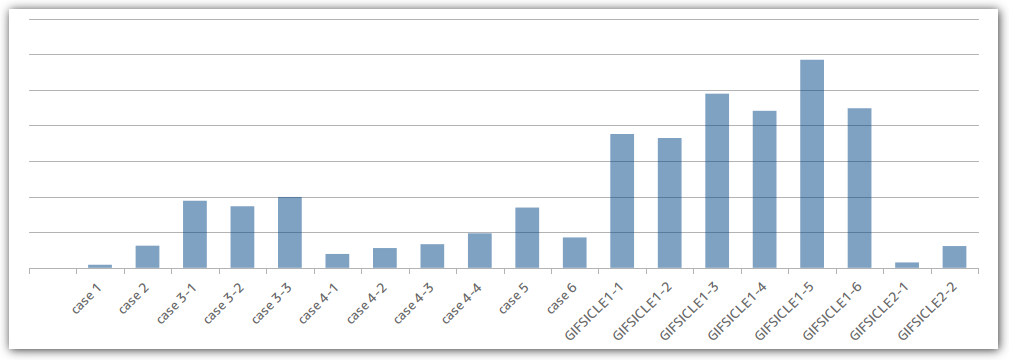 case 1
case 2
case 3-1
case 3-2
case 3-3
case 4-1
case 4-2
case 4-3
case 4-4
case 5
case 6
GIFSICLE1-1
GIFSICLE1-2
GIFSICLE1-3
GIFSICLE1-4
GIFSICLE1-5
GIFSICLE1-6
GIFSICLE2-1
GIFSICLE2-2